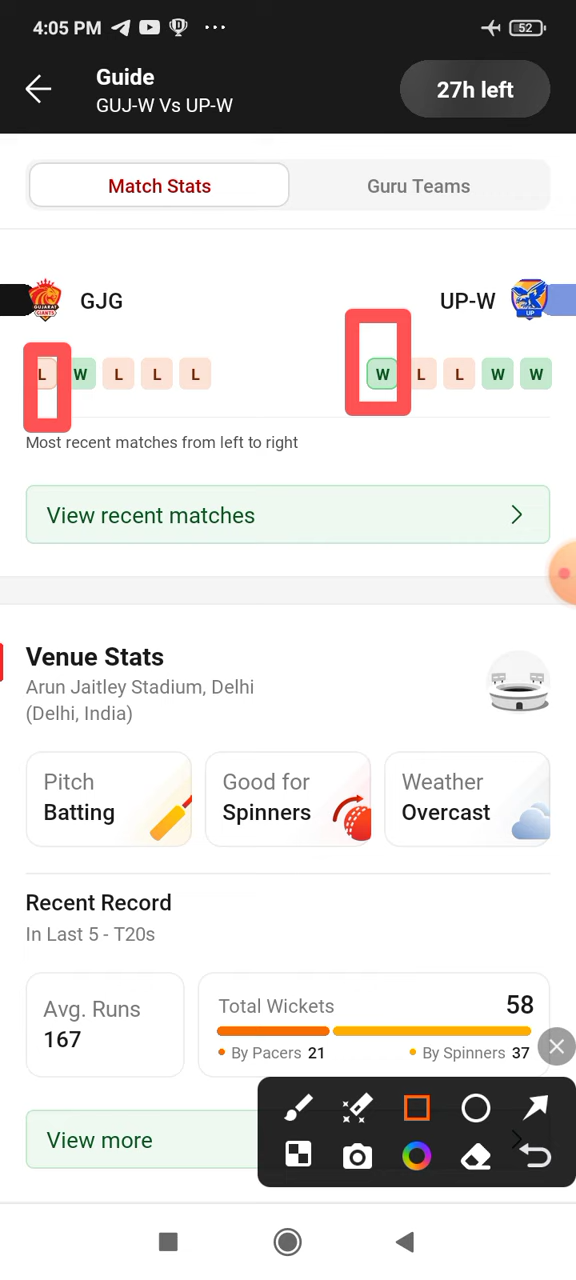 4:05 PM
52
Guide
GUJ-W Vs UP-W
27h left
Match Stats
Guru Teams
GUJARAT
GIANTS
GJG
UP-W
UP
L W L L L
W L L W W
Most recent matches from left to right
View recent matches
Venue Stats
Arun Jaitley Stadium, Delhi
(Delhi, India)
Pitch
Batting
Good for
Spinners
Weather
Overcast
Recent Record
In Last 5 - T20s
Avg. Runs
167
Total Wickets 58
By Pacers 21
By Spinners 37
View more